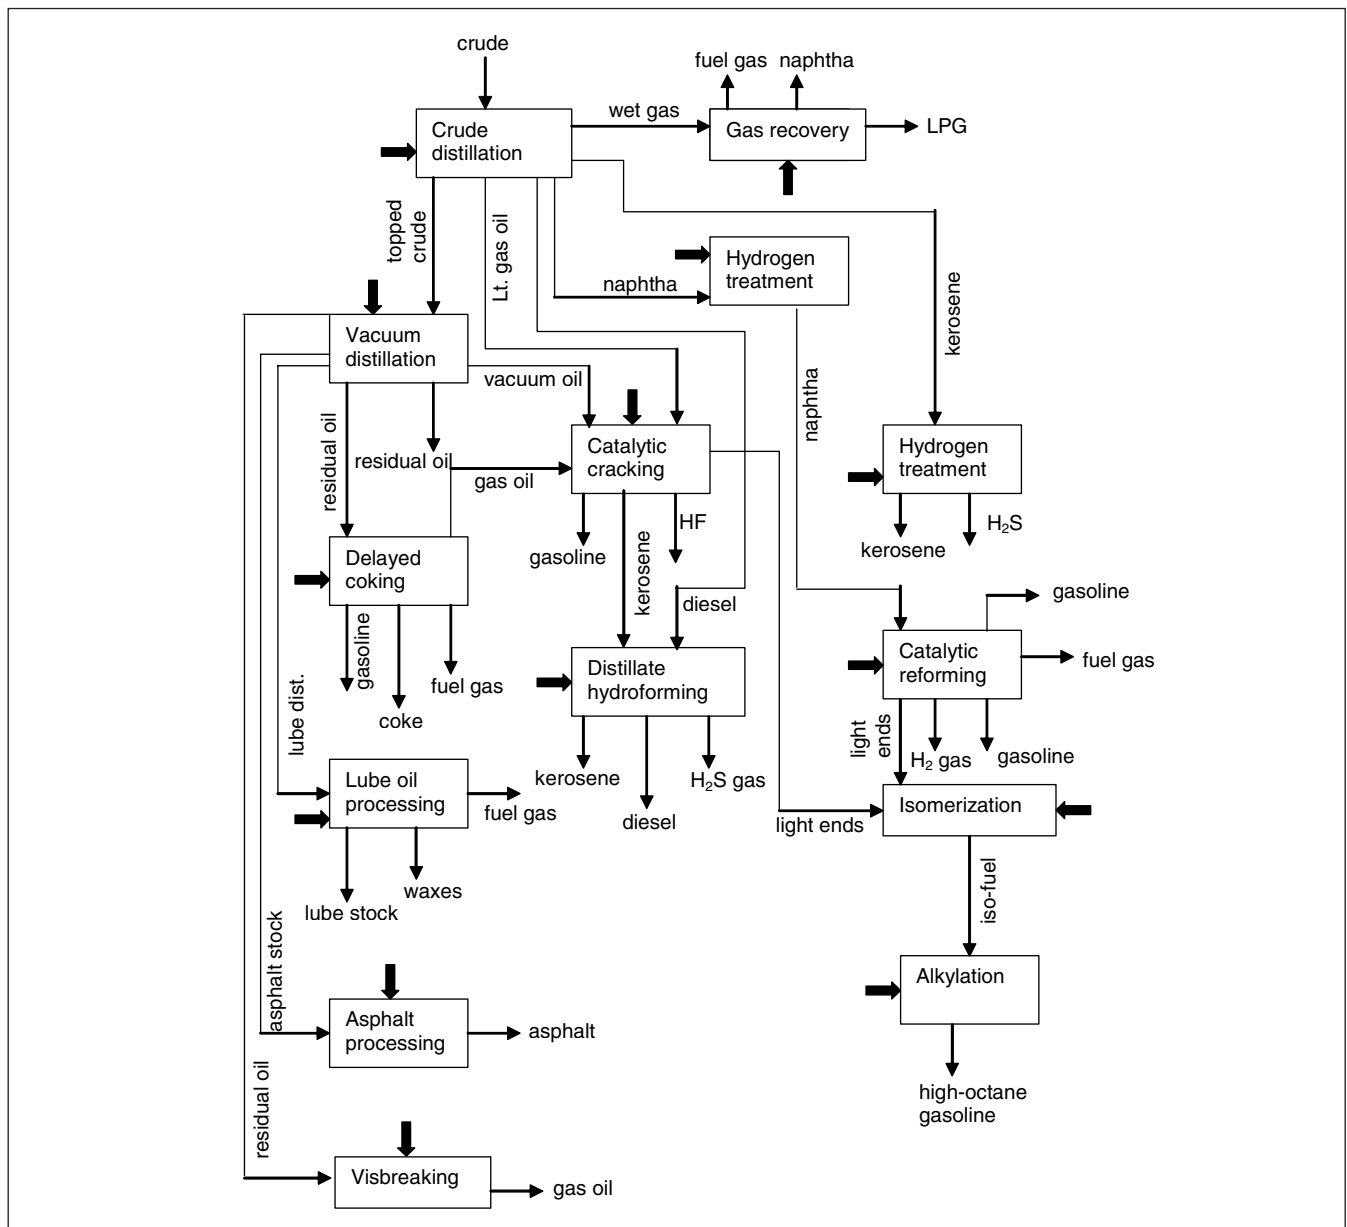 crude
fuel gas
naphtha
wet gas
Crude
distillation
Gas recovery
LPG
topped
crude
Lt. gas oil
Hydrogen
treatment
naphtha
kerosene
Vacuum
distillation
vacuum oil
naphtha
residual oil
residual oil
gas oil
Catalytic
cracking
Hydrogen
treatment
HF
H₂S
gasoline
kerosene
kerosene
Delayed
coking
diesel
gasoline
gasoline
fuel gas
coke
Distillate
hydroforming
Catalytic
reforming
fuel gas
lube dist.
light
ends
H₂ gas
gasoline
kerosene
H₂S gas
diesel
Lube oil
processing
fuel gas
light ends
Isomerization
waxes
lube stock
iso-fuel
asphalt stock
Alkylation
Asphalt
processing
asphalt
residual oil
high-octane
gasoline
Visbreaking
gas oil